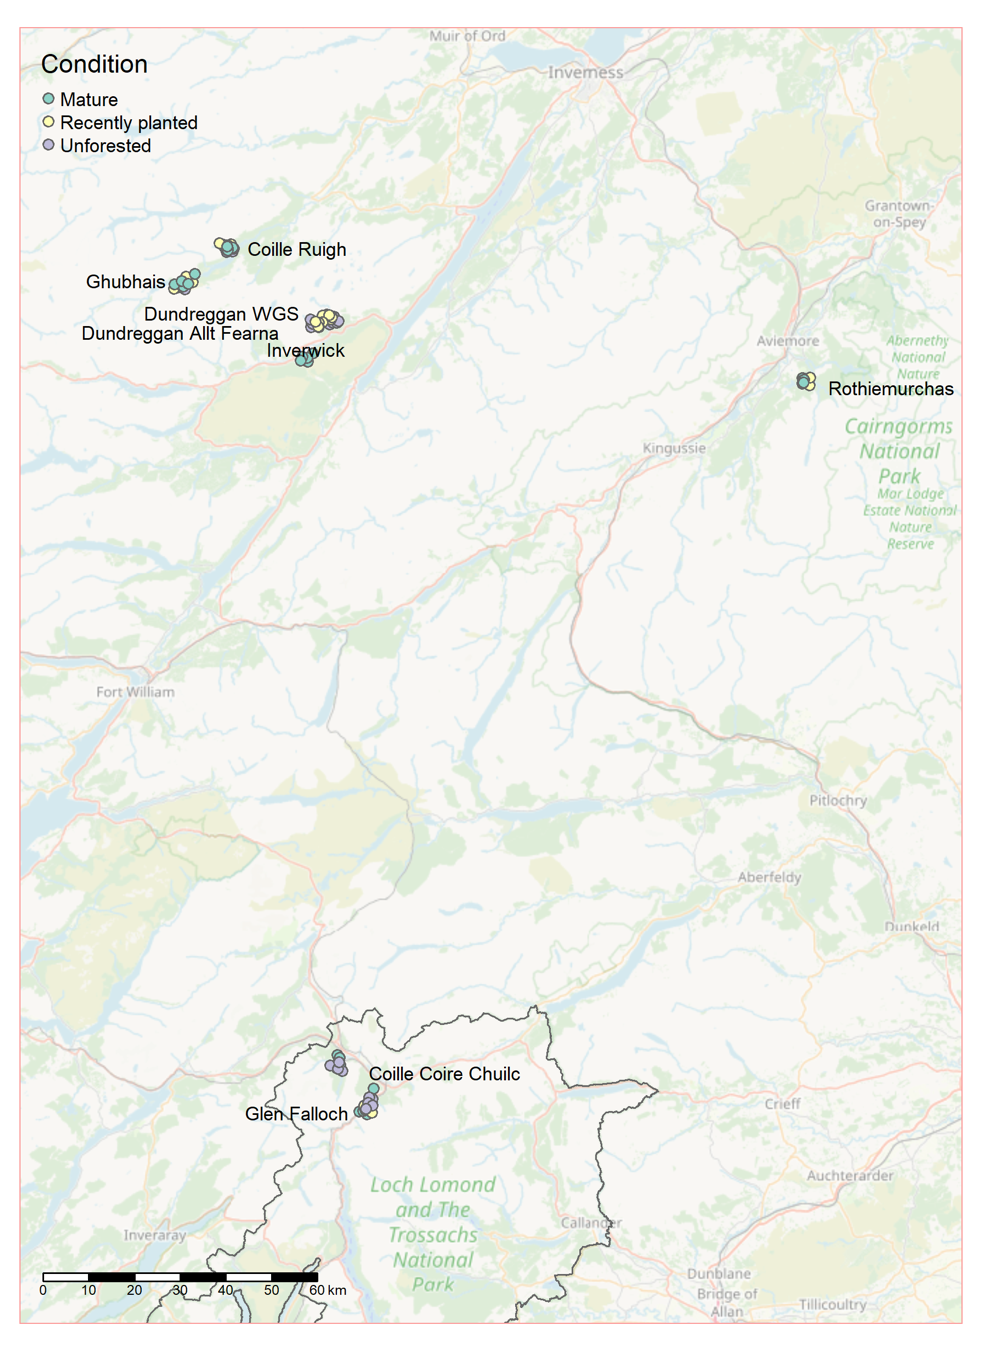 Muir of Ord
Inverness
Condition
Mature
Recently planted
Unforested
Grantown-
on-Spey
Coille Ruigh
Ghubhais
Dundreggan WGS
Dundreggan Allt Fearna
Inverwick
Aviemore
Abernethy
National
Nature
Rothiemurchas
Cairngorms
National
Park
Kingussie
Mar Lodge
Estate National
Nature
Reserve
Fort William
Pitlochry
Aberfeldy
Dunkeld
Coille Coire Chuilc
Glen Falloch
Crieff
Auchterarder
Loch Lomond
and The
Trossachs
National
Park
Callander
Inveraray
Dunblane
Bridge of
Allan
Tillicoultry
0 10 20 30 40 50 60 km